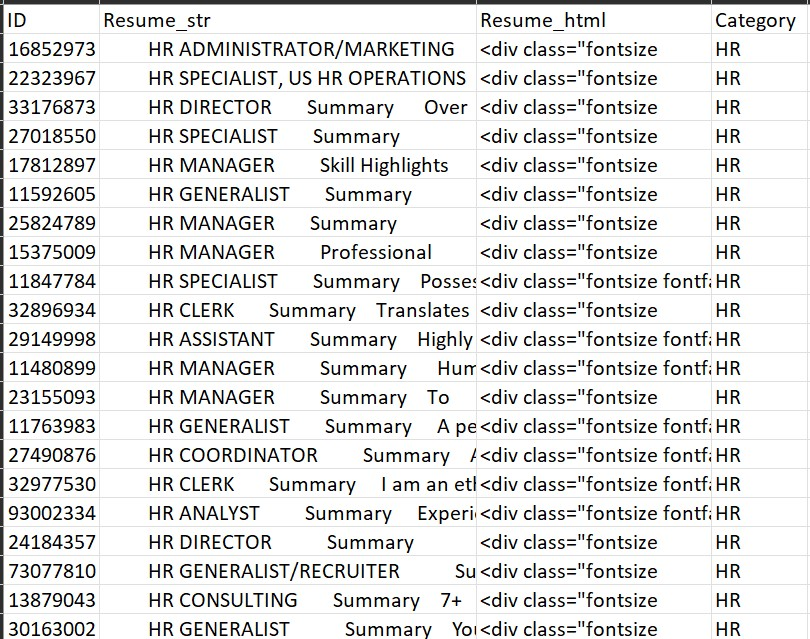 ID Resume_str Resume_html Category
16852973 HR ADMINISTRATOR/MARKETING <div class="fontsize HR
22323967 HR SPECIALIST, US HR OPERATIONS <div class="fontsize HR
33176873 HR DIRECTOR Summary Over <div class="fontsize HR
27018550 HR SPECIALIST Summary <div class="fontsize HR
17812897 HR MANAGER Skill Highlights <div class="fontsize HR
11592605 HR GENERALIST Summary <div class="fontsize HR
25824789 HR MANAGER Summary <div class="fontsize HR
15375009 HR MANAGER Professional <div class="fontsize HR
11847784 HR SPECIALIST Summary Posses <div class="fontsize fontfa HR
32896934 HR CLERK Summary Translates <div class="fontsize HR
29149998 HR ASSISTANT Summary Highly <div class="fontsize fontfa HR
11480899 HR MANAGER Summary Hum <div class="fontsize fontfa HR
23155093 HR MANAGER Summary To <div class="fontsize HR
11763983 HR GENERALIST Summary A pe <div class="fontsize fontfa HR
27490876 HR COORDINATOR Summary A <div class="fontsize fontfa HR
32977530 HR CLERK Summary I am an eth <div class="fontsize fontfa HR
93002334 HR ANALYST Summary Experi <div class="fontsize fontfa HR
24184357 HR DIRECTOR Summary <div class="fontsize HR
73077810 HR GENERALIST/RECRUITER Su <div class="fontsize HR
13879043 HR CONSULTING Summary 7+ <div class="fontsize HR
30163002 HR GENERALIST Summary You <div class="fontsize HR